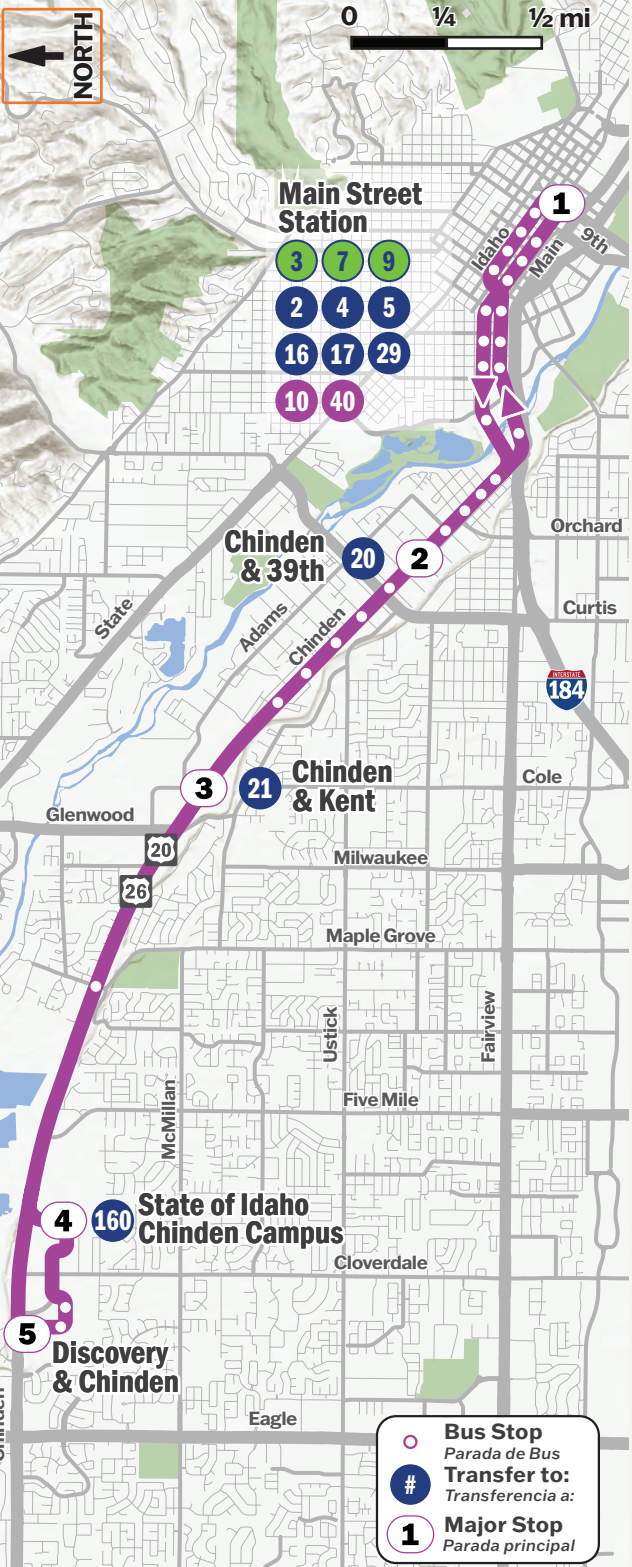 NORTH
0 ¼ ½ mi
Main Street
Station
3 7 9
2 4 5
16 17 29
10 40
1
Idaho
Main
9th
Orchard
Chinden
& 39th
20
2
Curtis
State
Adams
Chinden
INTERSTATE
184
3
21
Chinden
& Kent
Cole
Glenwood
20
Milwaukee
26
Maple Grove
Ustick
Fairview
McMillan
Five Mile
4
160
State of Idaho
Chinden Campus
Cloverdale
5
Discovery
& Chinden
Eagle
Bus Stop
Parada de Bus
# Transfer to:
Transferencia a:
1 Major Stop
Parada principal